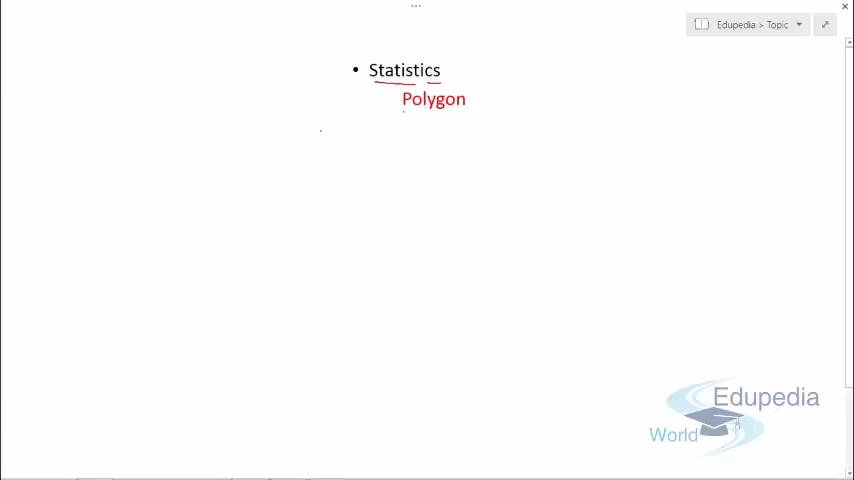 Edupedia > Topic
• Statistics
Polygon
Edupedia
World